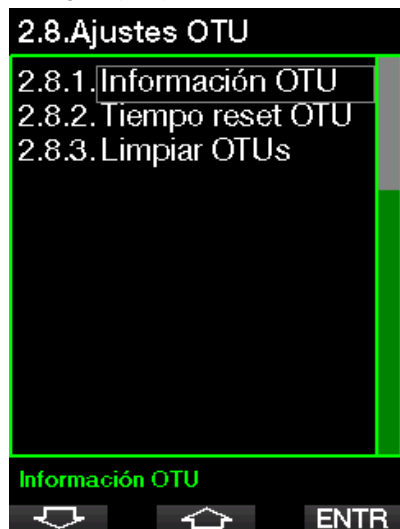 2.8.Ajustes OTU
2.8.1.Información OTU
2.8.2.Tiempo reset OTU
2.8.3.Limpiar OTUs
Información OTU
ENTR